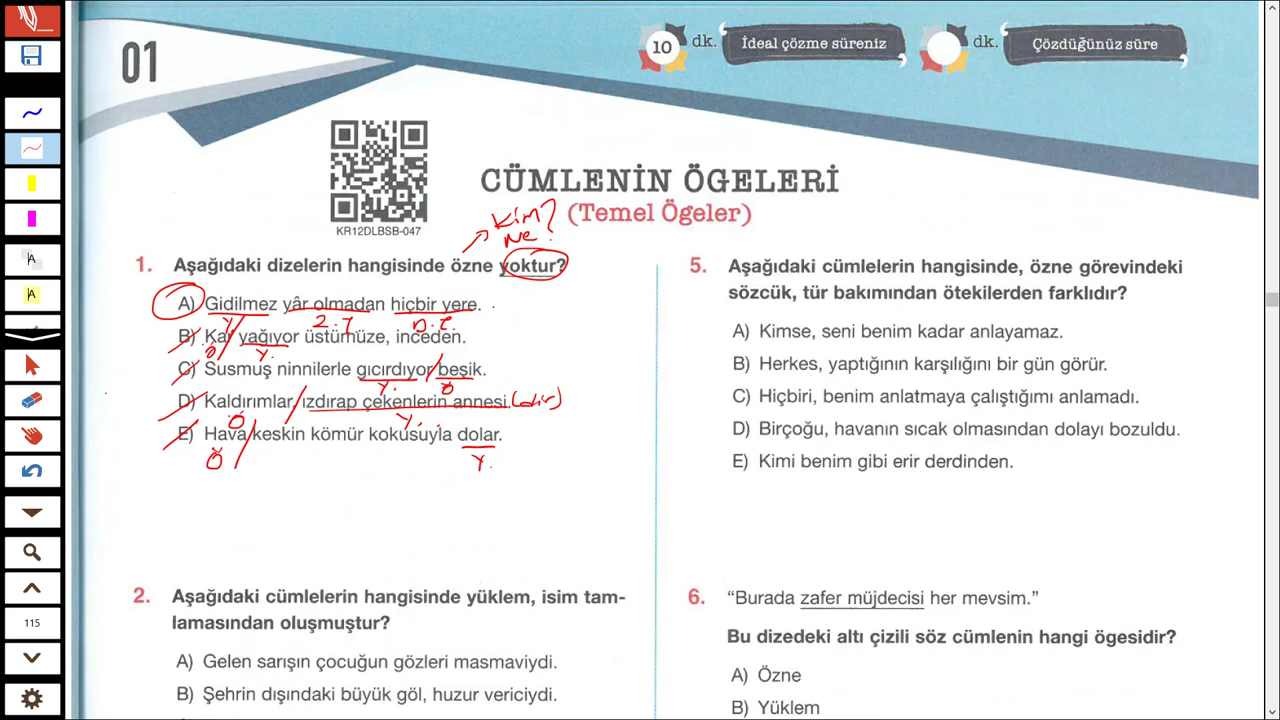 01
10 dk. İdeal çözme süreniz
dk. Çözdüğünüz süre
KR12DLBSB-047
CÜMLENİN ÖGELERİ
(Temel Ögeler)
Kim?
Ne?
1. Aşağıdaki dizelerin hangisinde özne yoktur?
A) Gidilmez yâr olmadan hiçbir yere.
Y Z.T D.T.
B) Kar yağıyor üstümüze, inceden.
Ö Y.
C) Susmuş ninnilerle gıcırdıyor beşik.
Y. Ö
D) Kaldırımlar, ızdırap çekenlerin annesi. (dir)
Ö Y.
E) Hava keskin kömür kokusuyla dolar.
Ö Y.
2. Aşağıdaki cümlelerin hangisinde yüklem, isim tam-
lamasından oluşmuştur?
A) Gelen sarışın çocuğun gözleri masmaviydi.
B) Şehrin dışındaki büyük göl, huzur vericiydi.
5. Aşağıdaki cümlelerin hangisinde, özne görevindeki
sözcük, tür bakımından ötekilerden farklıdır?
A) Kimse, seni benim kadar anlayamaz.
B) Herkes, yaptığının karşılığını bir gün görür.
C) Hiçbiri, benim anlatmaya çalıştığımı anlamadı.
D) Birçoğu, havanın sıcak olmasından dolayı bozuldu.
E) Kimi benim gibi erir derdinden.
6. “Burada zafer müjdecisi her mevsim.”
Bu dizedeki altı çizili söz cümlenin hangi ögesidir?
A) Özne
B) Yüklem
A
A
115